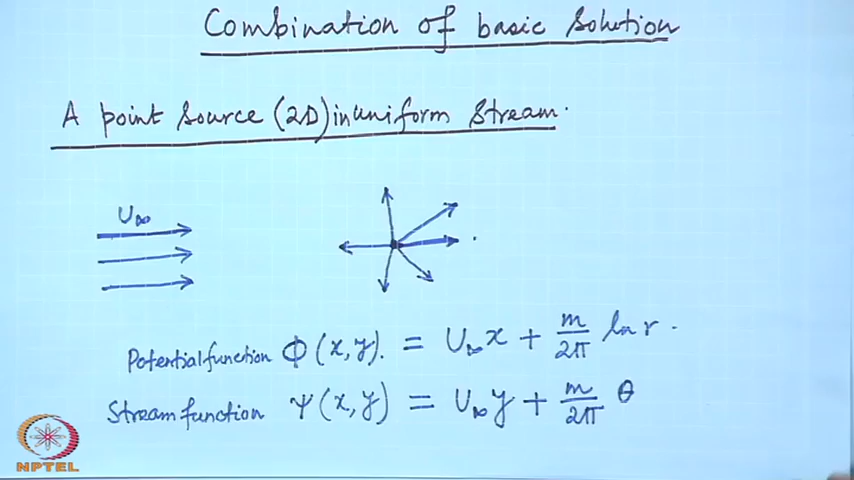 Combination of basic solution
A point source (2D) in uniform stream.
U∞
Potential function Φ(x,y). = U∞x + m/2π ln r.
Stream function Ψ(x,y) = U∞y + m/2π θ
NPTEL